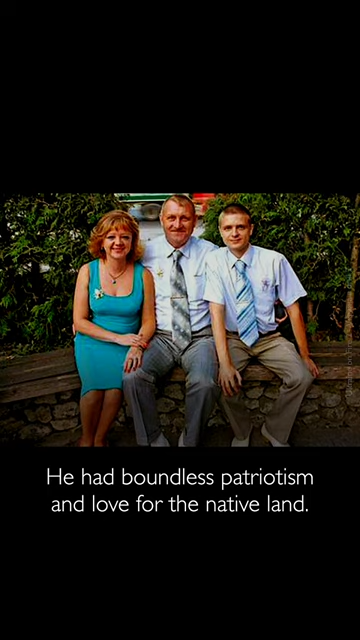 He had boundless patriotism
and love for the native land.